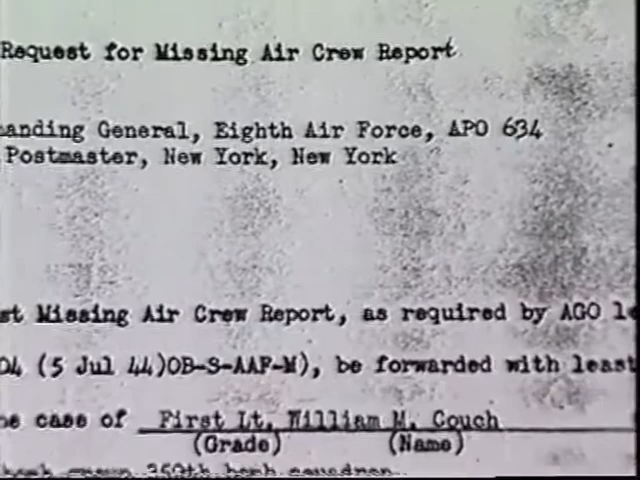 Request for Missing Air Crew Report
anding General, Eighth Air Force, APO 634
Postmaster, New York, New York
st Missing Air Crew Report, as required by AGO le
04 (5 Jul 44)OB-S-AAF-M), be forwarded with least
e case of First Lt. William M. Couch
(Grade) (Name)